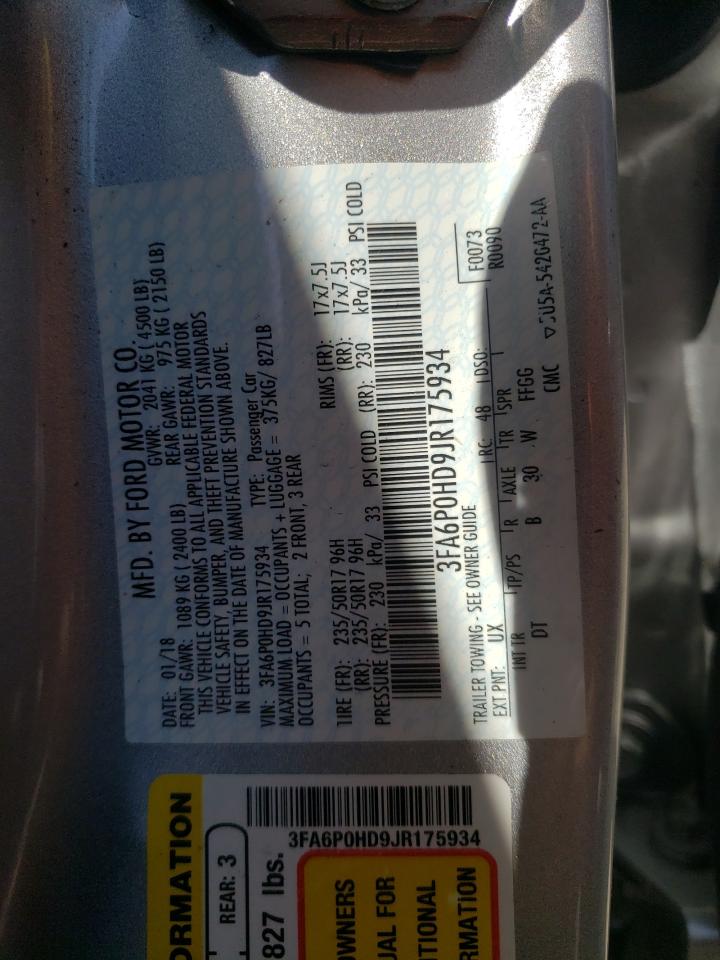 MFD. BY FORD MOTOR CO.
DATE: 01/18 GVWR: 2041 KG ( 4500 LB)
FRONT GAWR: 1089 KG ( 2400 LB) REAR GAWR: 975 KG ( 2150 LB)
THIS VEHICLE CONFORMS TO ALL APPLICABLE FEDERAL MOTOR
VEHICLE SAFETY, BUMPER, AND THEFT PREVENTION STANDARDS
IN EFFECT ON THE DATE OF MANUFACTURE SHOWN ABOVE.
VIN: 3FA6P0HD9JR175934 TYPE: Passenger Car
MAXIMUM LOAD = OCCUPANTS + LUGGAGE = 375KG/ 827LB
OCCUPANTS = 5 TOTAL; 2 FRONT, 3 REAR
TIRE (FR): 235/50R17 96H RIMS (FR): 17x7.5J
(RR): 235/50R17 96H (RR): 17x7.5J
PRESSURE (FR): 230 kPa/ 33 PSI COLD (RR): 230 kPa/ 33 PSI COLD
3FA6P0HD9JR175934
F0073
R0090
TRAILER TOWING - SEE OWNER GUIDE
EXT PNT: UX RC: 48 DSO:
INT TR TP/PS R AXLE TR SPR
DT B 30 W FFGG
CMC
U5A-5420472-AA
3FA6P0HD9JR175934
ORMATION
REAR: 3
827 lbs.
OWNERS
UAL FOR
ITIONAL
RMATION